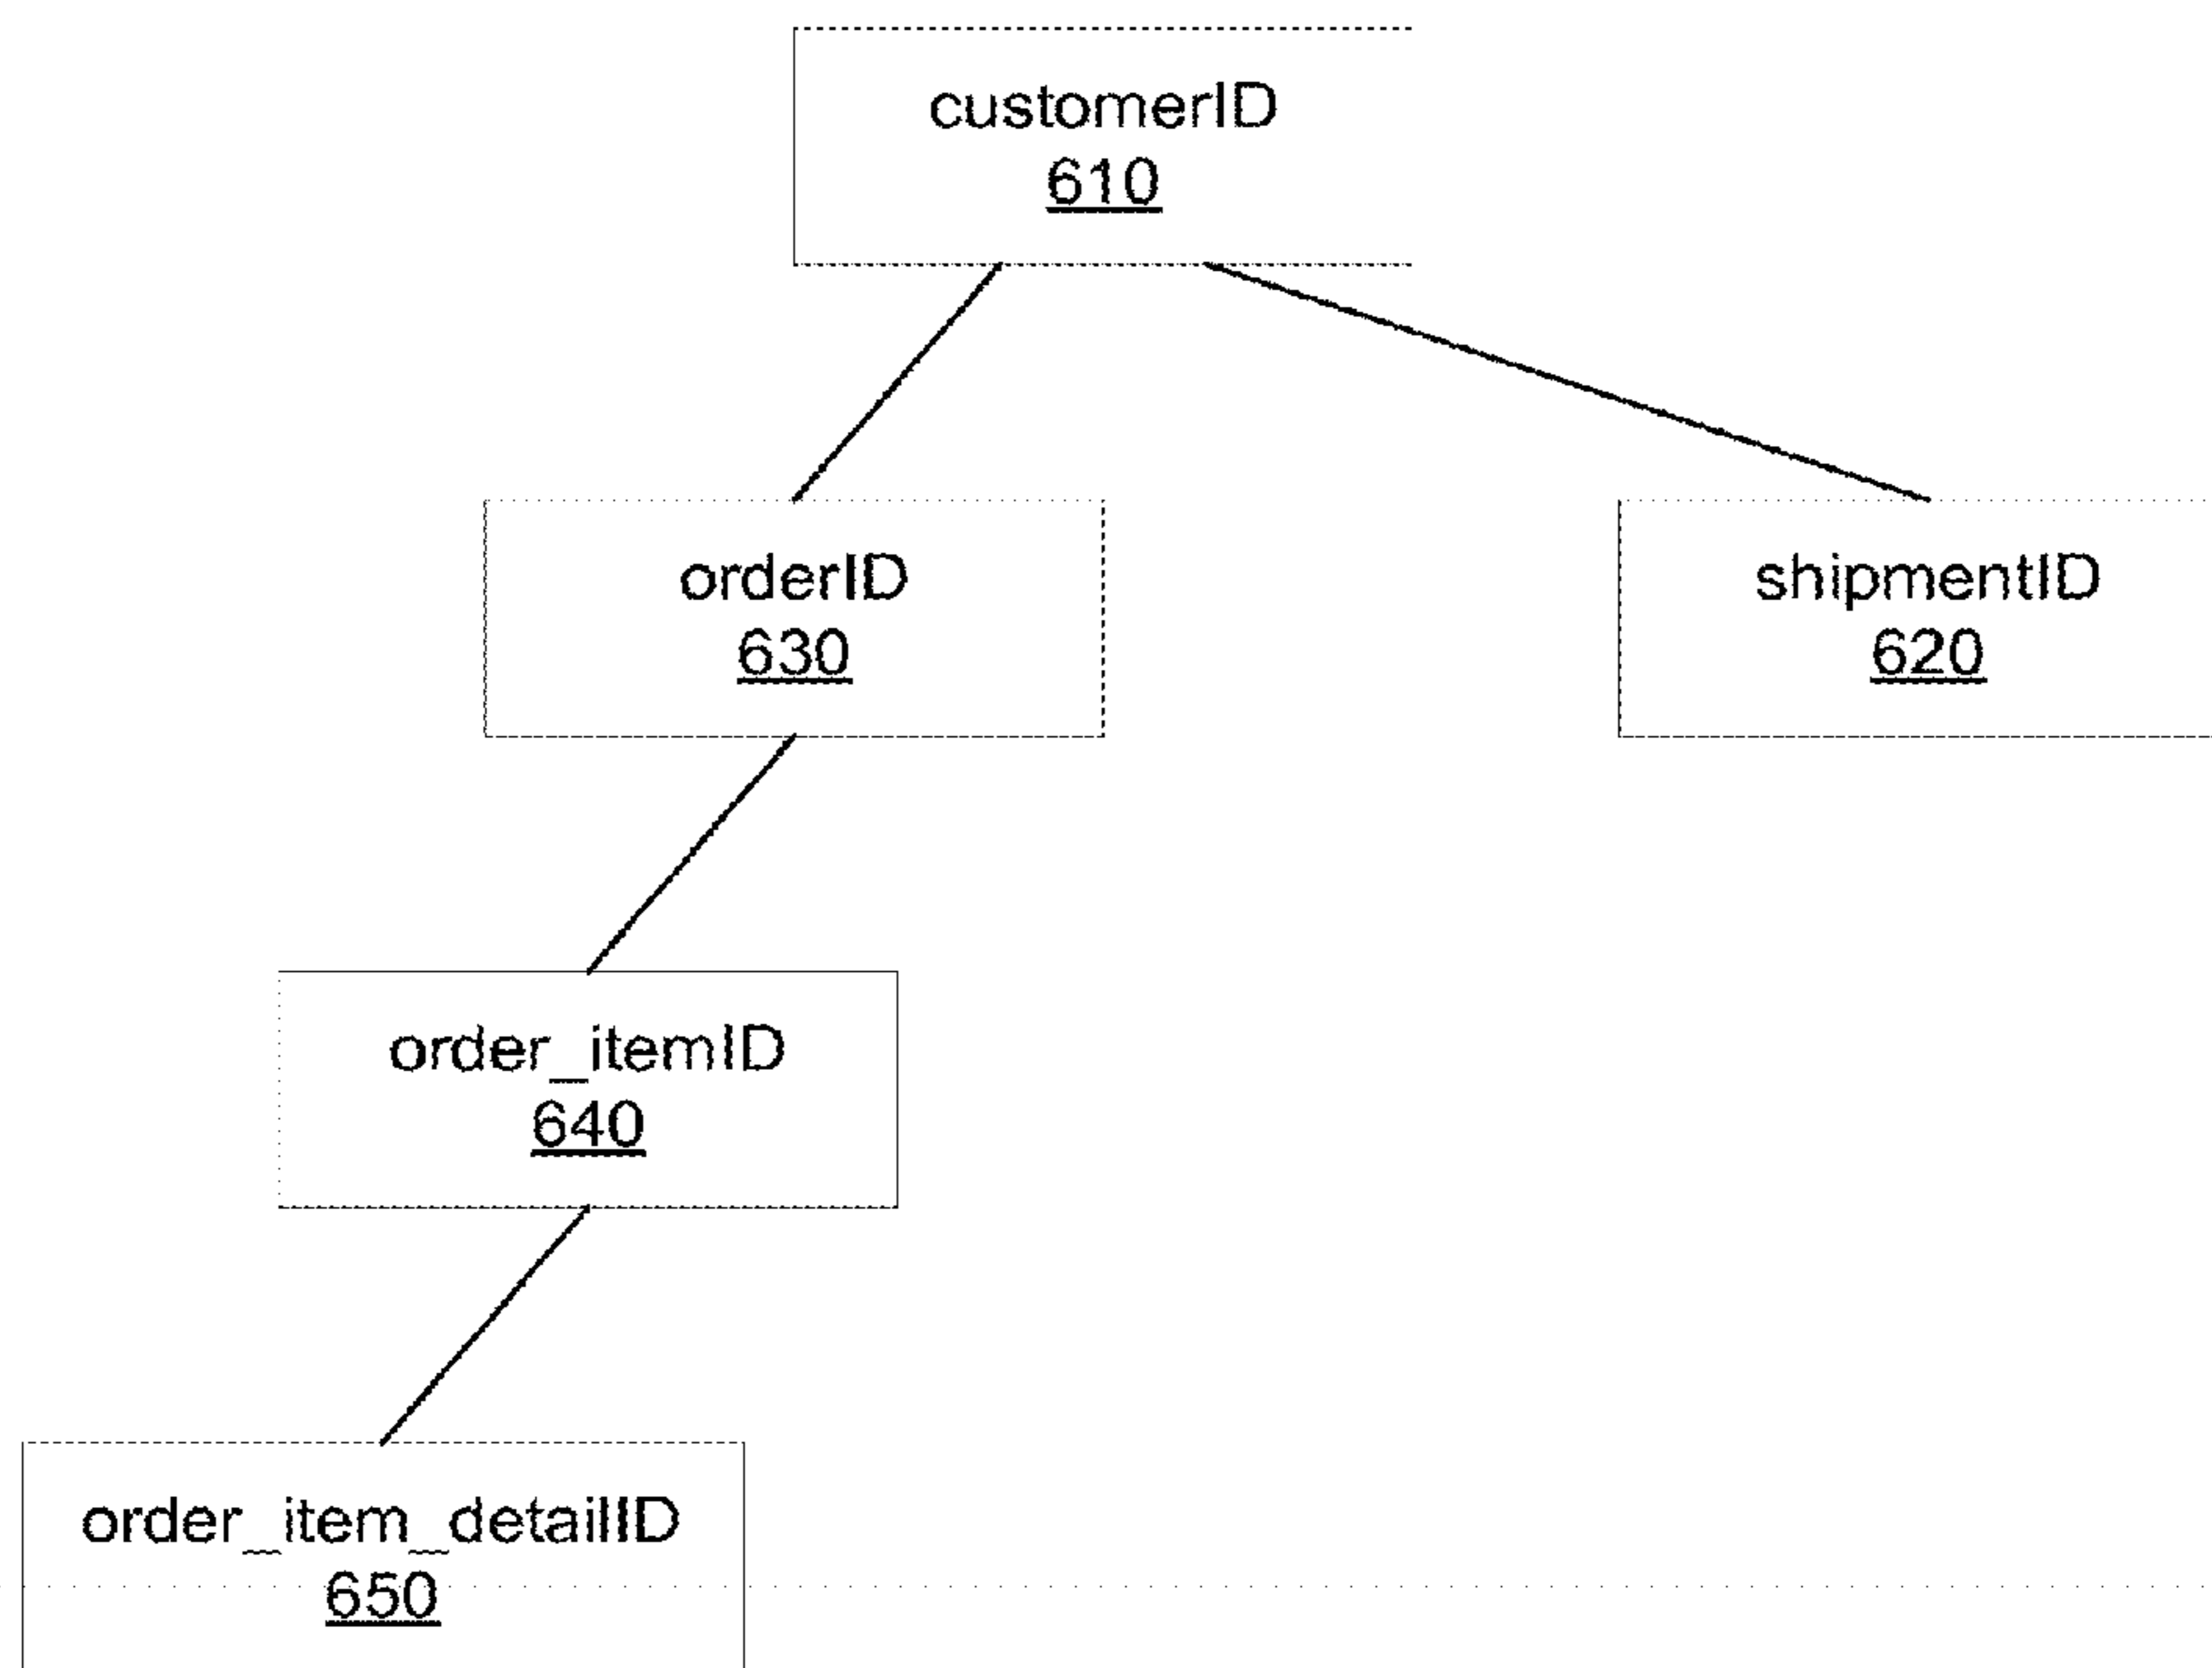 customerID
610
orderID
630
shipmentID
620
order_itemID
640
order_item_detailID
650